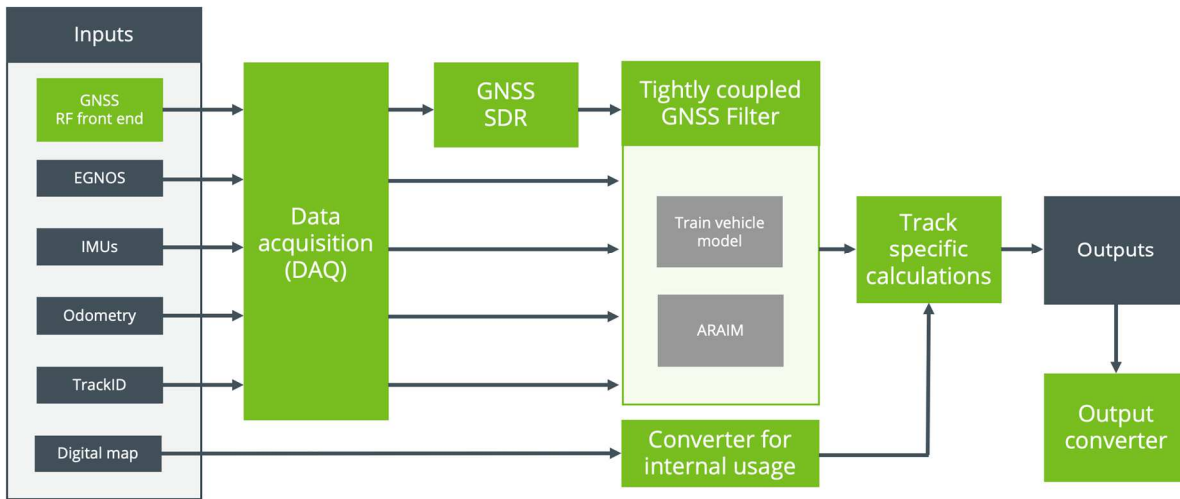 Inputs
GNSS
RF front end
EGNOS
IMUs
Odometry
TrackID
Digital map
Data
acquisition
(DAQ)
GNSS
SDR
Tightly coupled
GNSS Filter
Train vehicle
model
ARAIM
Converter for
internal usage
Track
specific
calculations
Outputs
Output
converter